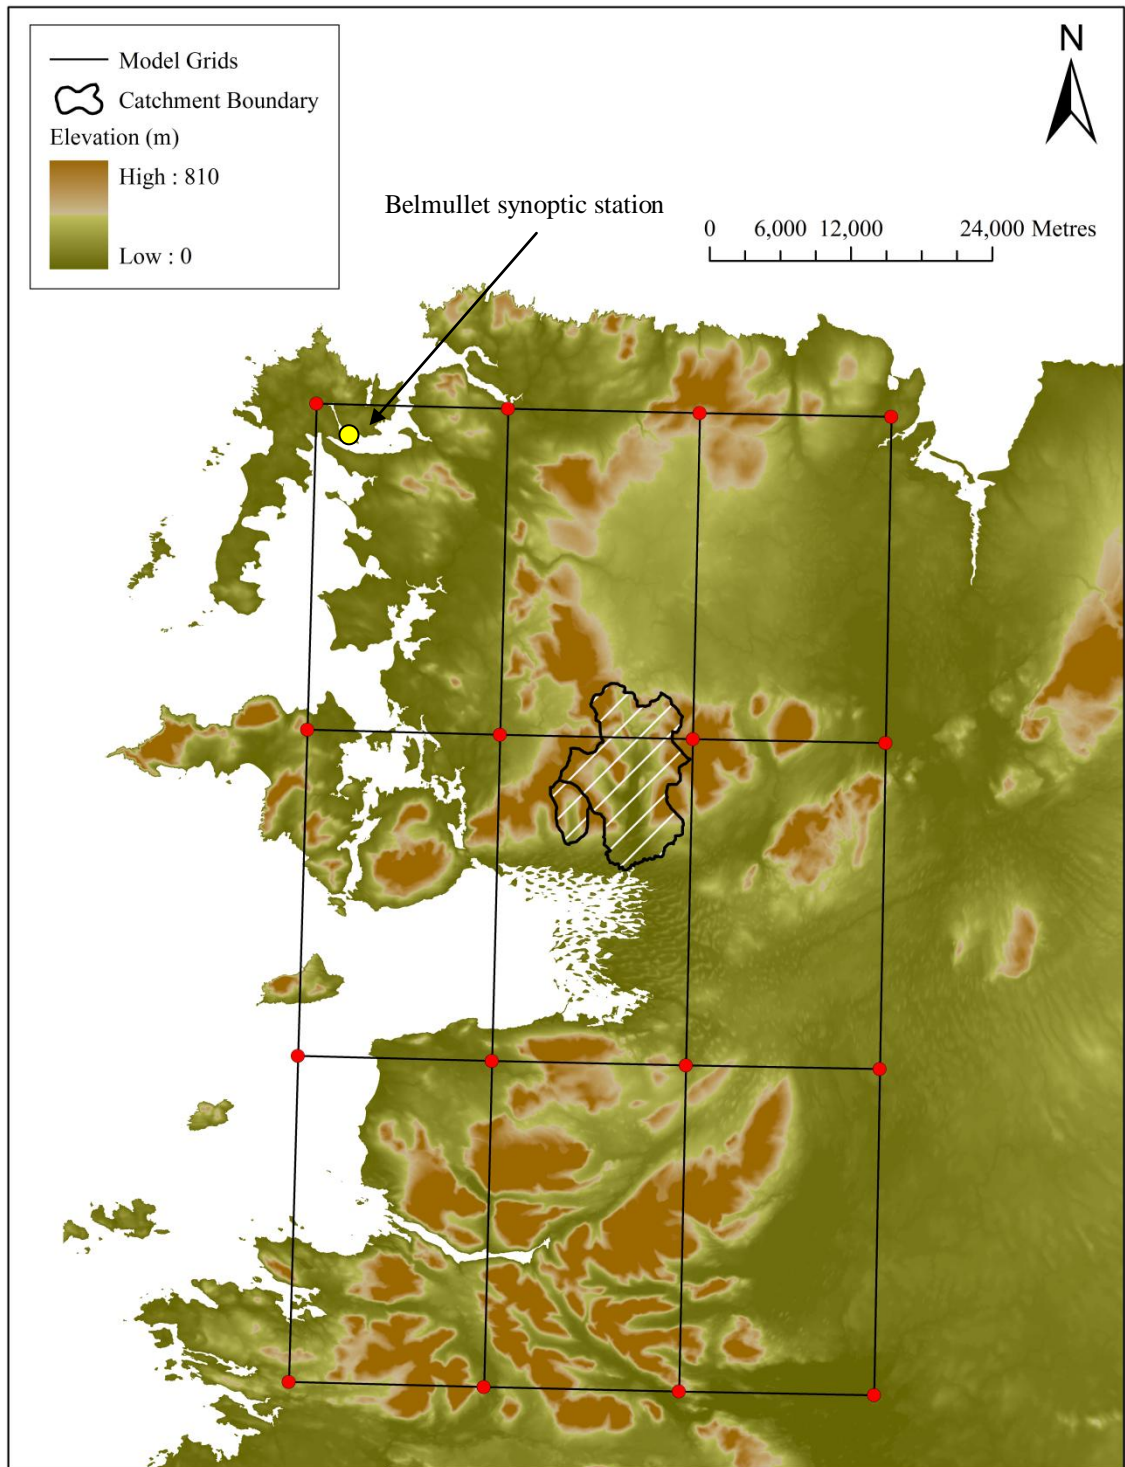 Model Grids
Catchment Boundary
Elevation (m)
High : 810
Low : 0
N
Belmullet synoptic station
0 6,000 12,000 24,000 Metres